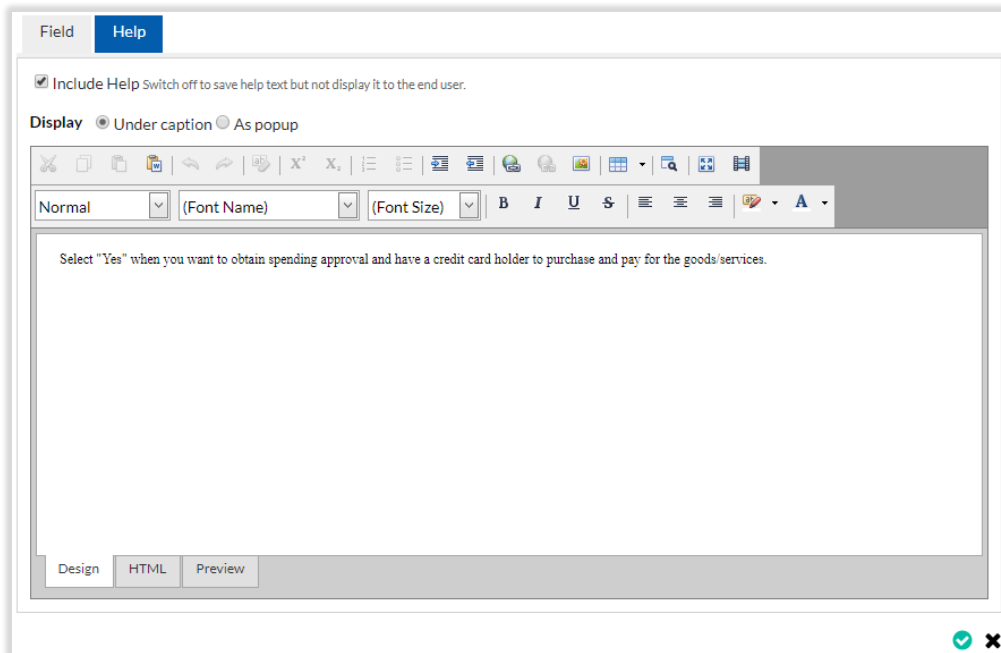 Field Help
Include Help Switch off to save help text but not display it to the end user.
Display Under caption As popup
Normal (Font Name) (Font Size) B I U S A
Select "Yes" when you want to obtain spending approval and have a credit card holder to purchase and pay for the goods/services.
Design HTML Preview